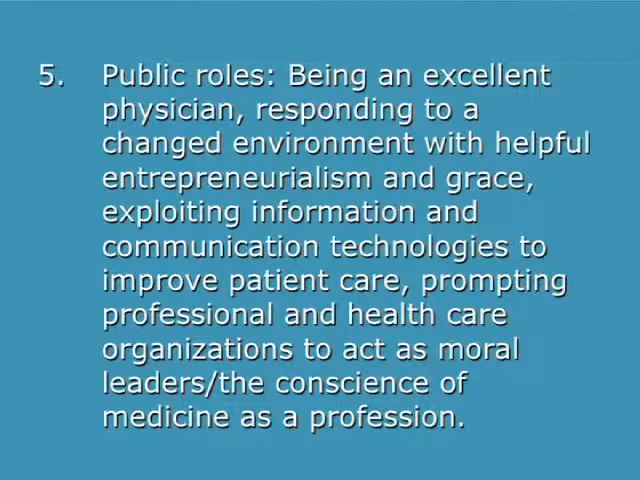 5. Public roles: Being an excellent
physician, responding to a
changed environment with helpful
entrepreneurialism and grace,
exploiting information and
communication technologies to
improve patient care, prompting
professional and health care
organizations to act as moral
leaders/the conscience of
medicine as a profession.